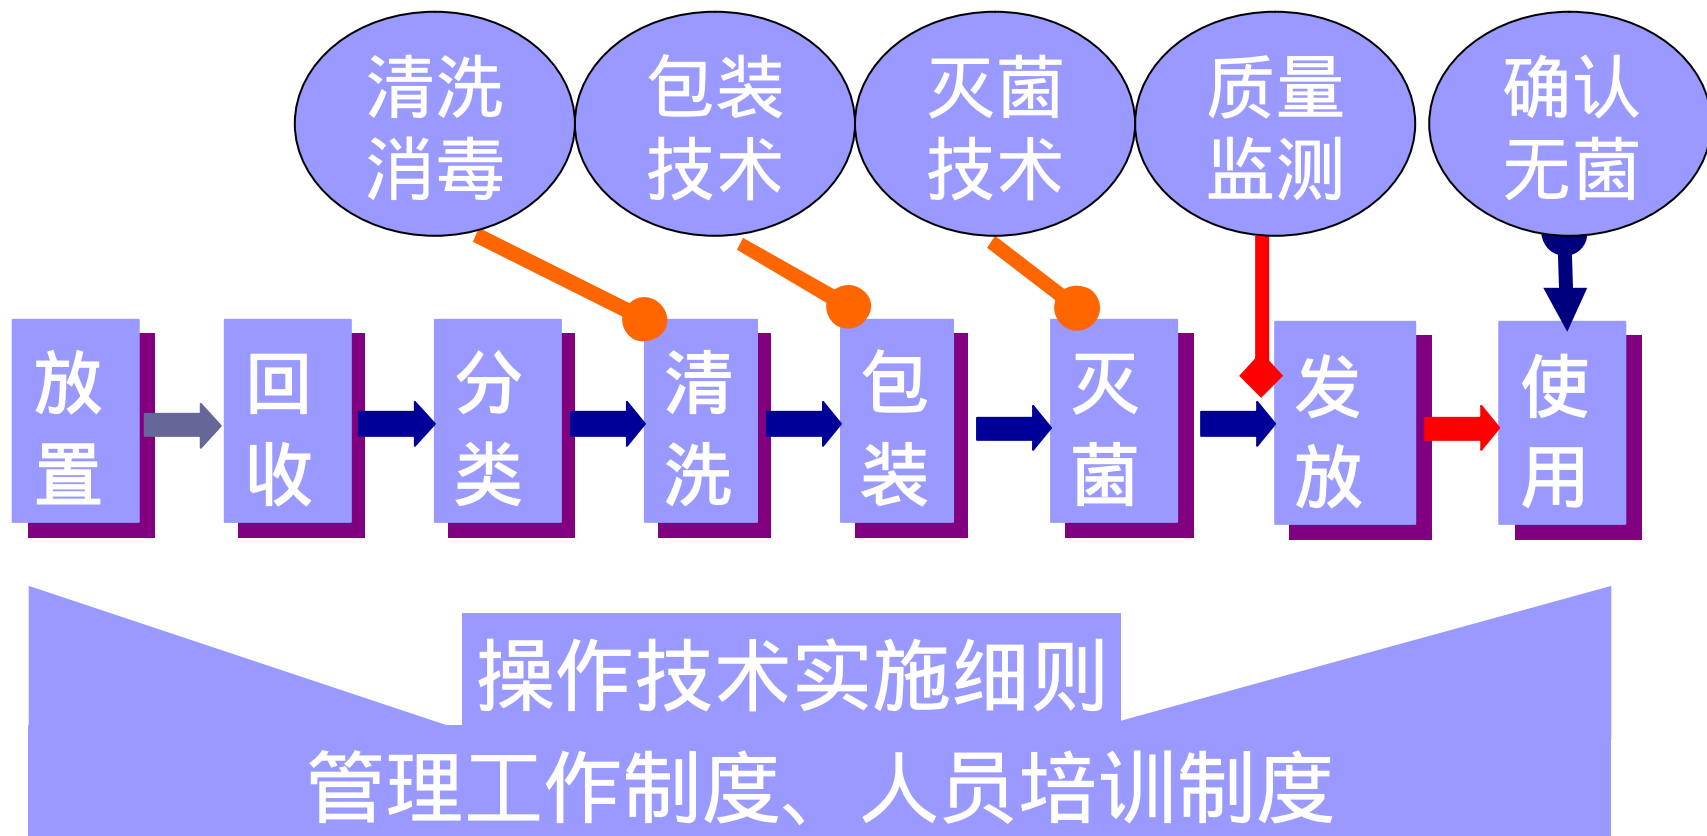 清洗
消毒
包装
技术
灭菌
技术
质量
监测
确认
无菌
放
置
回
收
分
类
清
洗
包
装
灭
菌
发
放
使
用
操作技术实施细则
管理工作制度、人员培训制度